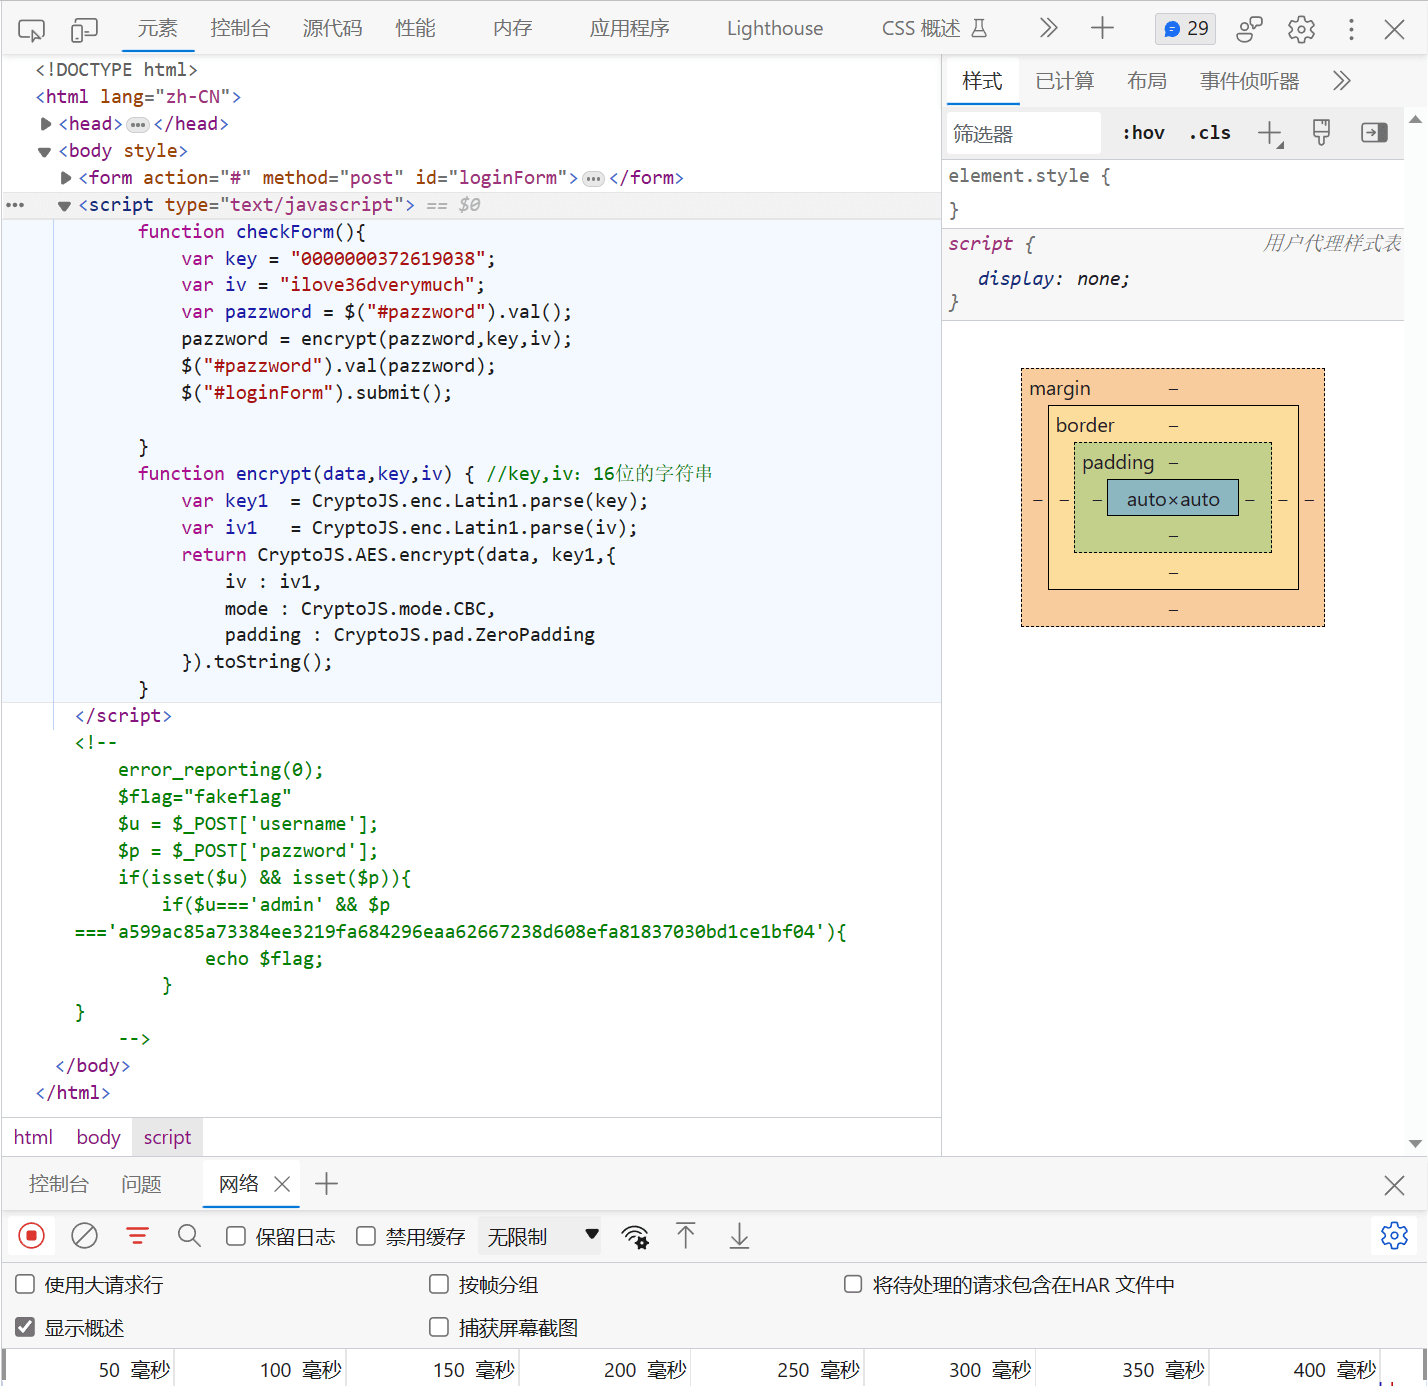 元素 控制台 源代码 性能 内存 应用程序 Lighthouse CSS 概述 29
<!DOCTYPE html>
<html lang="zh-CN">
<head>…</head>
<body style>
<form action="#" method="post" id="loginForm">…</form>
<script type="text/javascript"> == $0
function checkForm(){
var key = "0000000372619038";
var iv = "ilove36dverymuch";
var pazzword = $("#pazzword").val();
pazzword = encrypt(pazzword,key,iv);
$("#pazzword").val(pazzword);
$("#loginForm").submit();
}
function encrypt(data,key,iv) { //key,iv：16位的字符串
var key1  = CryptoJS.enc.Latin1.parse(key);
var iv1   = CryptoJS.enc.Latin1.parse(iv);
return CryptoJS.AES.encrypt(data, key1,{
iv : iv1,
mode : CryptoJS.mode.CBC,
padding : CryptoJS.pad.ZeroPadding
}).toString();
}
</script>
<!--
error_reporting(0);
$flag="fakeflag"
$u = $_POST['username'];
$p = $_POST['pazzword'];
if(isset($u) && isset($p)){
if($u==='admin' && $p
==='a599ac85a73384ee3219fa684296eaa62667238d608efa81837030bd1ce1bf04'){
echo $flag;
}
}
-->
</body>
</html>
html body script
样式 已计算 布局 事件侦听器
筛选器 :hov .cls
element.style {
}
script { 用户代理样式表
display: none;
}
margin –
border –
padding –
– – – auto×auto – – –
–
–
–
控制台 问题 网络
保留日志 禁用缓存 无限制
使用大请求行 按帧分组 将待处理的请求包含在HAR 文件中
显示概述 捕获屏幕截图
50 毫秒 100 毫秒 150 毫秒 200 毫秒 250 毫秒 300 毫秒 350 毫秒 400 毫秒